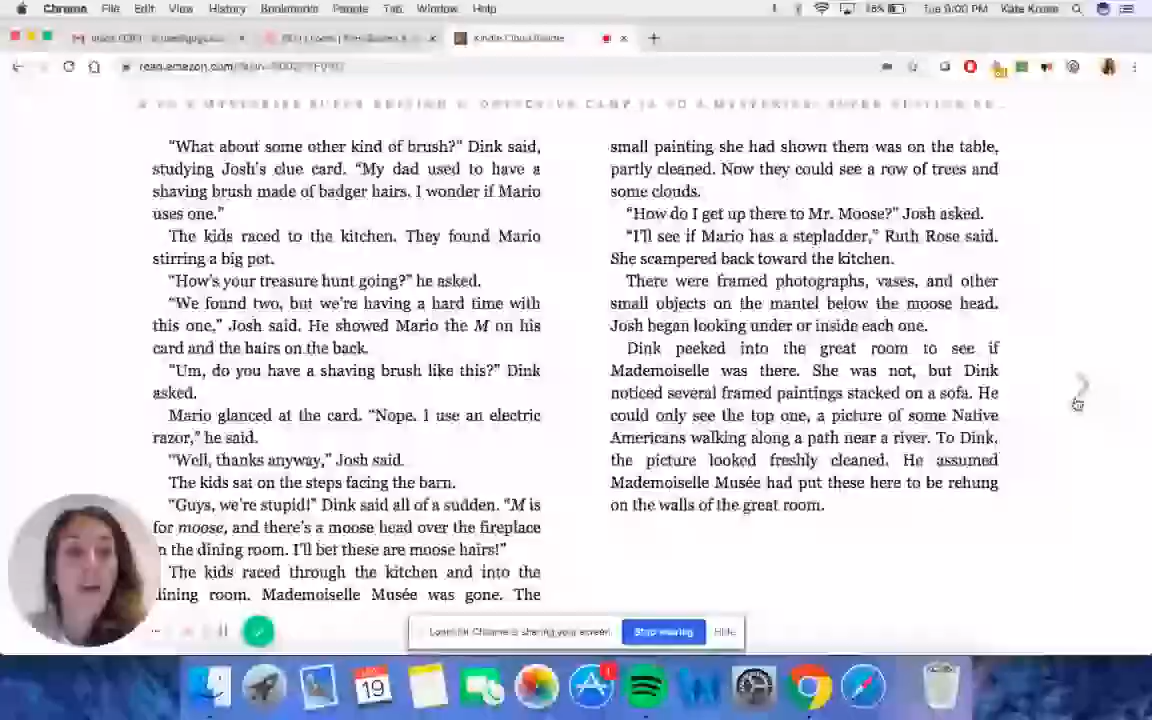 Chrome File Edit View History Bookmarks People Tab Window Help
Tue 9:00 PM
Kindle Cloud Reader
"What about some other kind of brush?" Dink said,
studying Josh's clue card. "My dad used to have a
shaving brush made of badger hairs. I wonder if Mario
uses one."
The kids raced to the kitchen. They found Mario
stirring a big pot.
"How's your treasure hunt going?" he asked.
"We found two, but we're having a hard time with
this one," Josh said. He showed Mario the M on his
card and the hairs on the back.
"Um, do you have a shaving brush like this?" Dink
asked.
Mario glanced at the card. "Nope. I use an electric
razor," he said.
"Well, thanks anyway," Josh said.
The kids sat on the steps facing the barn.
"Guys, we're stupid!" Dink said all of a sudden. "M is
for moose, and there's a moose head over the fireplace
n the dining room. I'll bet these are moose hairs!"
The kids raced through the kitchen and into the
lining room. Mademoiselle Musée was gone. The
small painting she had shown them was on the table,
partly cleaned. Now they could see a row of trees and
some clouds.
"How do I get up there to Mr. Moose?" Josh asked.
"I'll see if Mario has a stepladder," Ruth Rose said.
She scampered back toward the kitchen.
There were framed photographs, vases, and other
small objects on the mantel below the moose head.
Josh began looking under or inside each one.
Dink peeked into the great room to see if
Mademoiselle was there. She was not, but Dink
noticed several framed paintings stacked on a sofa. He
could only see the top one, a picture of some Native
Americans walking along a path near a river. To Dink,
the picture looked freshly cleaned. He assumed
Mademoiselle Musée had put these here to be rehung
on the walls of the great room.
Loom for Chrome is sharing your screen.
Stop sharing
Hide
19